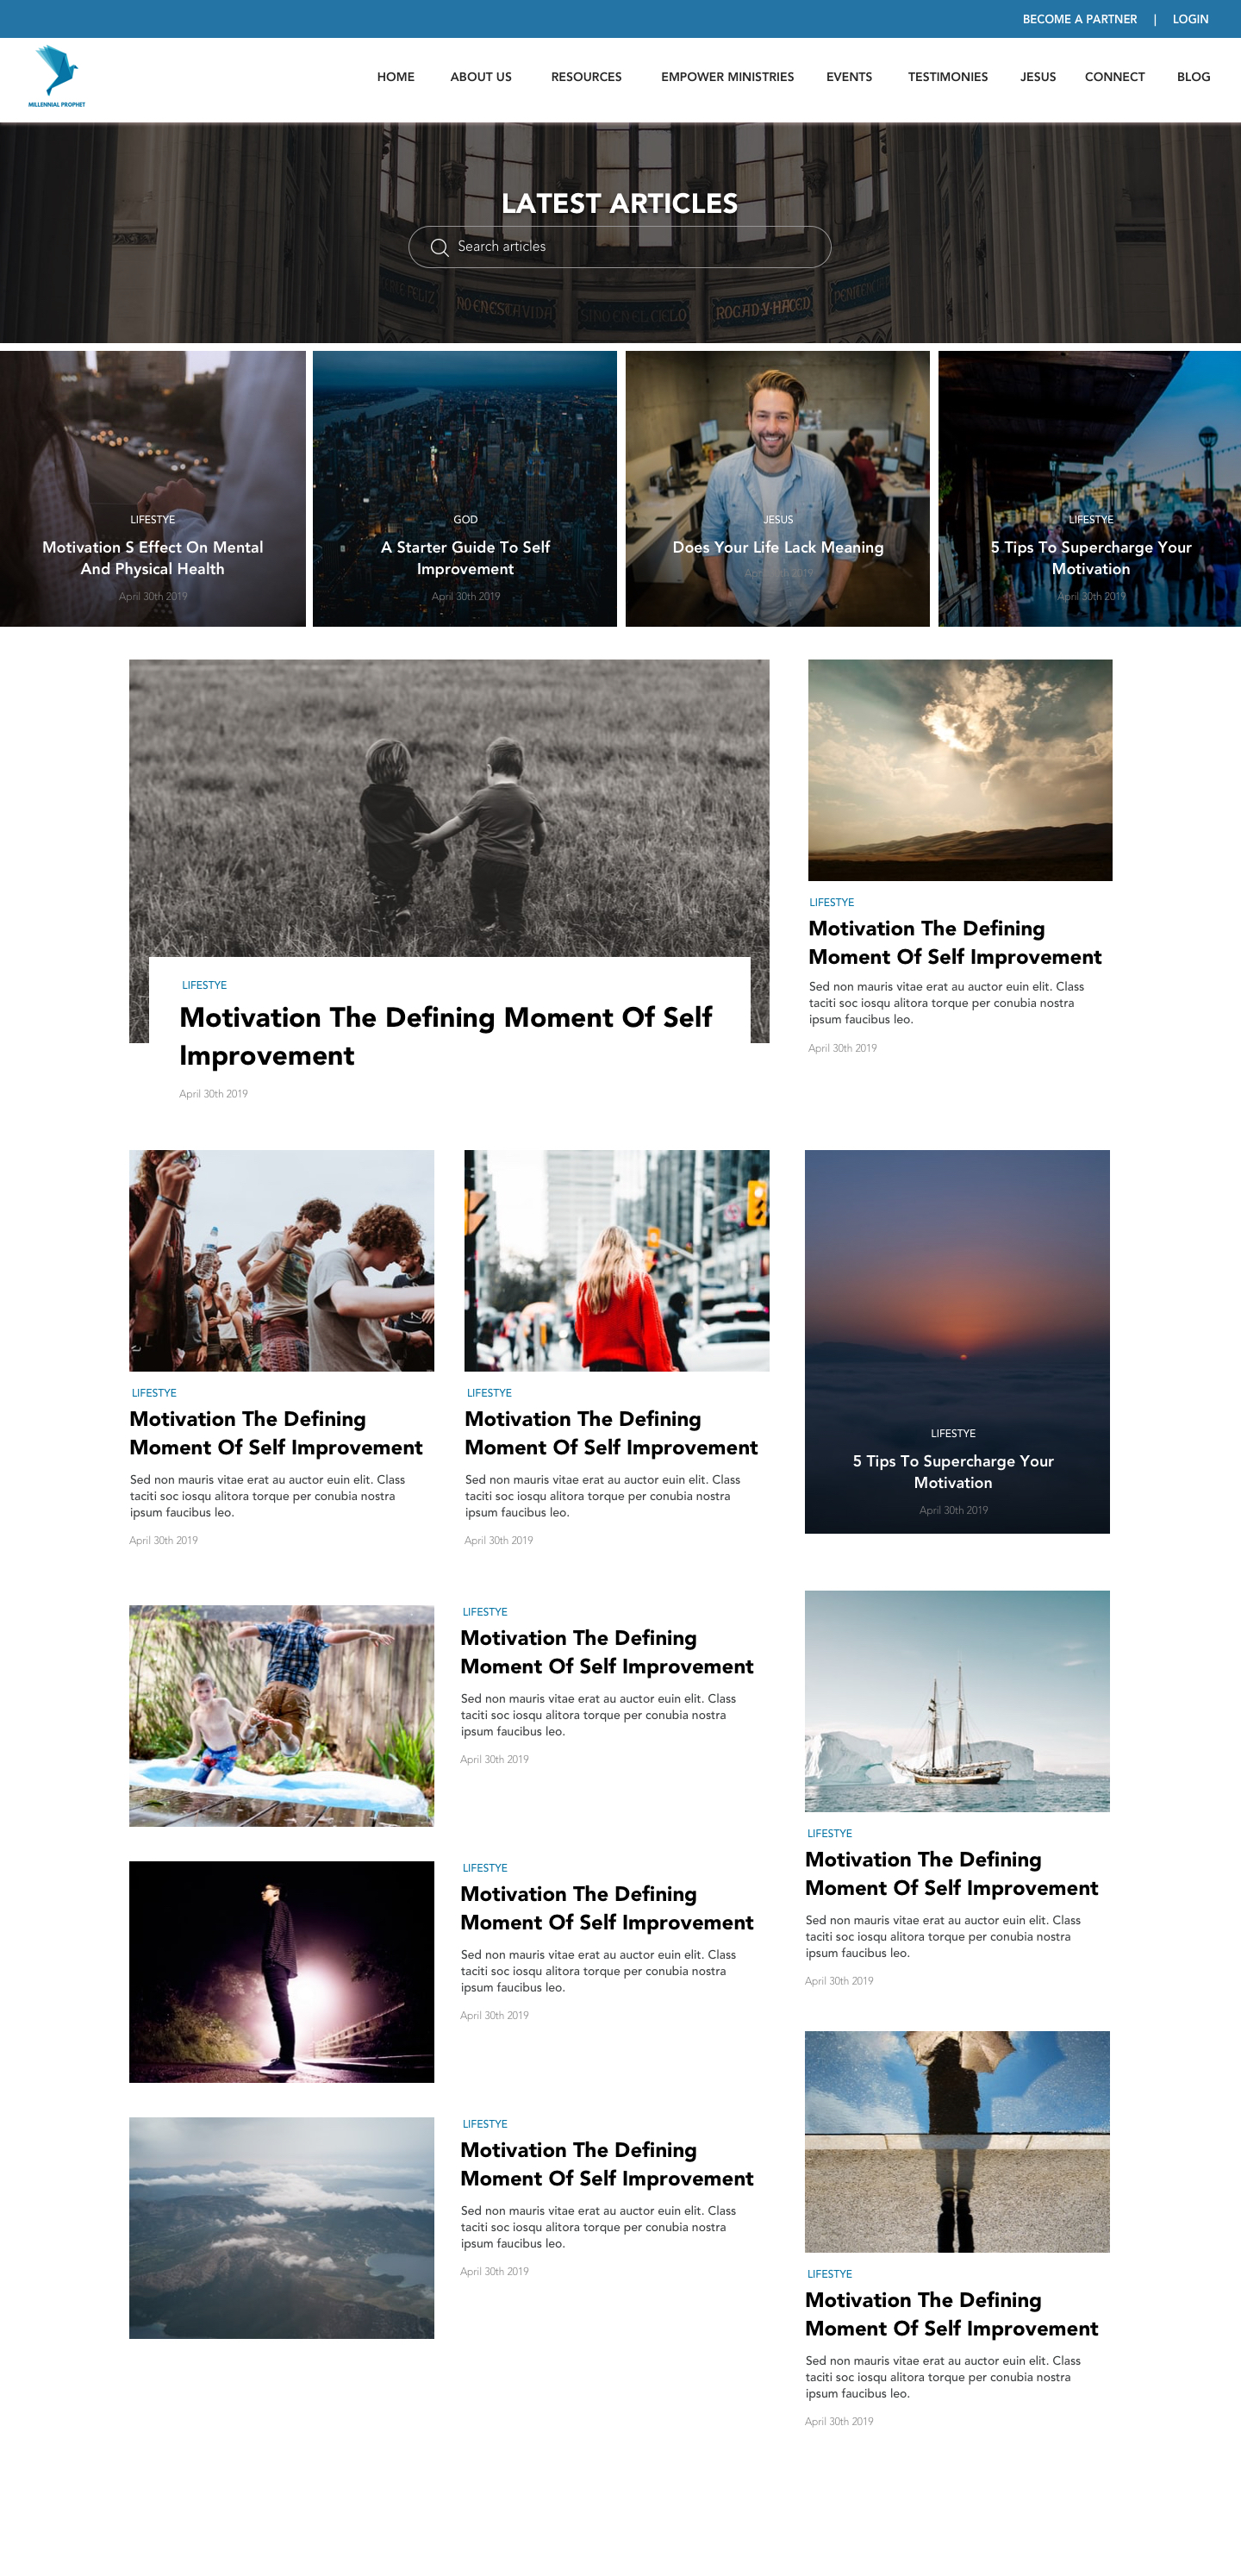 BECOME A PARTNER | LOGIN
MILLENNIAL PROPHET
HOME ABOUT US RESOURCES EMPOWER MINISTRIES EVENTS TESTIMONIES JESUS CONNECT BLOG
LATEST ARTICLES
Search articles
FELIZ NO EN ESTA VIDA SINO EN EL CIELO ROGAD Y HACED PENITENCIA
LIFESTYE
Motivation S Effect On Mental
And Physical Health
April 30th 2019
GOD
A Starter Guide To Self
Improvement
April 30th 2019
JESUS
Does Your Life Lack Meaning
April 30th 2019
LIFESTYE
5 Tips To Supercharge Your
Motivation
April 30th 2019
LIFESTYE
Motivation The Defining Moment Of Self
Improvement
April 30th 2019
LIFESTYE
Motivation The Defining
Moment Of Self Improvement
Sed non mauris vitae erat au auctor euin elit. Class
taciti soc iosqu alitora torque per conubia nostra
ipsum faucibus leo.
April 30th 2019
LIFESTYE
Motivation The Defining
Moment Of Self Improvement
Sed non mauris vitae erat au auctor euin elit. Class
taciti soc iosqu alitora torque per conubia nostra
ipsum faucibus leo.
April 30th 2019
LIFESTYE
Motivation The Defining
Moment Of Self Improvement
Sed non mauris vitae erat au auctor euin elit. Class
taciti soc iosqu alitora torque per conubia nostra
ipsum faucibus leo.
April 30th 2019
LIFESTYE
5 Tips To Supercharge Your
Motivation
April 30th 2019
LIFESTYE
Motivation The Defining
Moment Of Self Improvement
Sed non mauris vitae erat au auctor euin elit. Class
taciti soc iosqu alitora torque per conubia nostra
ipsum faucibus leo.
April 30th 2019
LIFESTYE
Motivation The Defining
Moment Of Self Improvement
Sed non mauris vitae erat au auctor euin elit. Class
taciti soc iosqu alitora torque per conubia nostra
ipsum faucibus leo.
April 30th 2019
LIFESTYE
Motivation The Defining
Moment Of Self Improvement
Sed non mauris vitae erat au auctor euin elit. Class
taciti soc iosqu alitora torque per conubia nostra
ipsum faucibus leo.
April 30th 2019
LIFESTYE
Motivation The Defining
Moment Of Self Improvement
Sed non mauris vitae erat au auctor euin elit. Class
taciti soc iosqu alitora torque per conubia nostra
ipsum faucibus leo.
April 30th 2019
LIFESTYE
Motivation The Defining
Moment Of Self Improvement
Sed non mauris vitae erat au auctor euin elit. Class
taciti soc iosqu alitora torque per conubia nostra
ipsum faucibus leo.
April 30th 2019